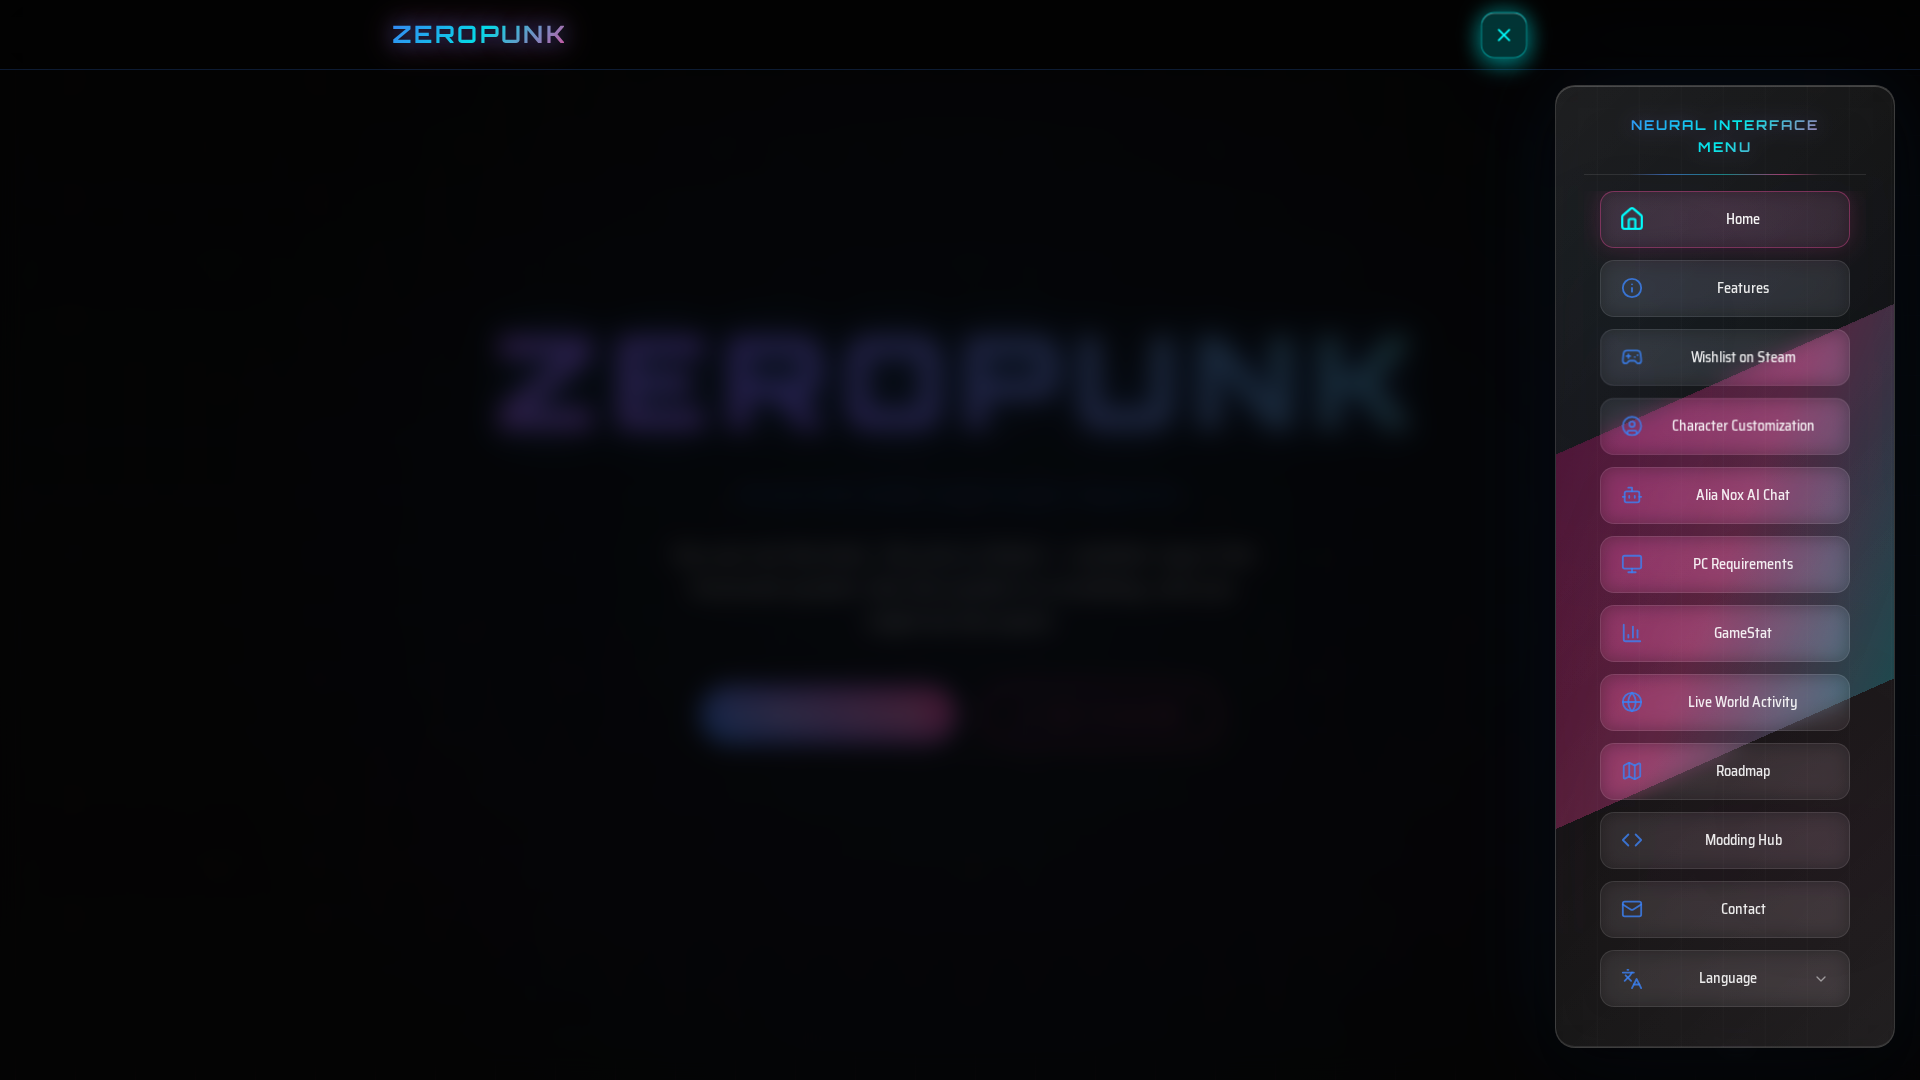 ZEROPUNK
NEURAL INTERFACE
MENU
Home
Features
Wishlist on Steam
Character Customization
Alia Nox AI Chat
PC Requirements
GameStat
Live World Activity
Roadmap
Modding Hub
Contact
Language
ZEROPUNK